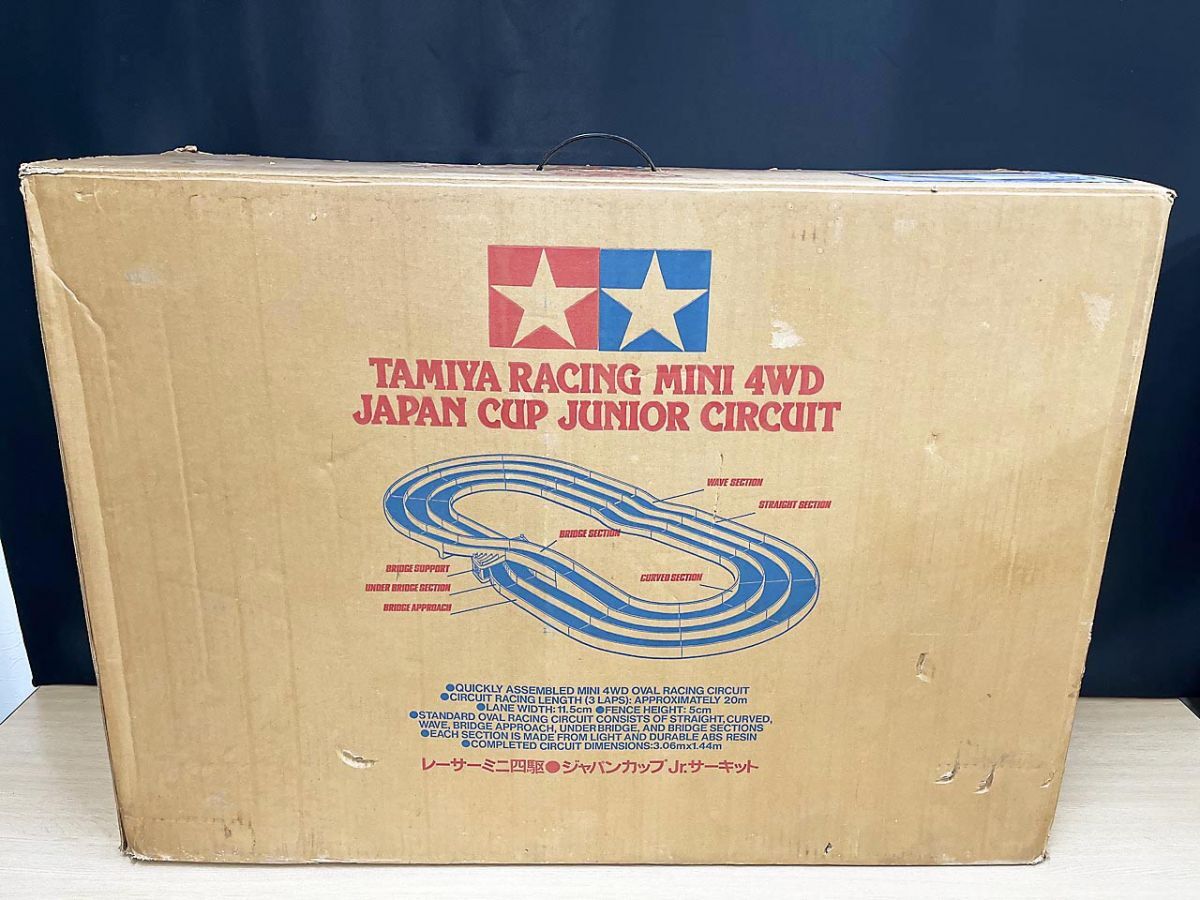 TAMIYA RACING MINI 4WD
JAPAN CUP JUNIOR CIRCUIT
WAVE SECTION
STRAIGHT SECTION
BRIDGE SECTION
BRIDGE SUPPORT
CURVED SECTION
UNDER BRIDGE SECTION
BRIDGE APPROACH
●QUICKLY ASSEMBLED MINI 4WD OVAL RACING CIRCUIT
●CIRCUIT RACING LENGTH (3 LAPS): APPROXIMATELY 20m
●LANE WIDTH: 11.5cm ●FENCE HEIGHT: 5cm
●STANDARD OVAL RACING CIRCUIT CONSISTS OF STRAIGHT, CURVED,
WAVE, BRIDGE APPROACH, UNDER BRIDGE, AND BRIDGE SECTIONS
●EACH SECTION IS MADE FROM LIGHT AND DURABLE ABS RESIN
●COMPLETED CIRCUIT DIMENSIONS: 3.06m×1.44m
レーサーミニ四駆●ジャパンカップJr.サーキット